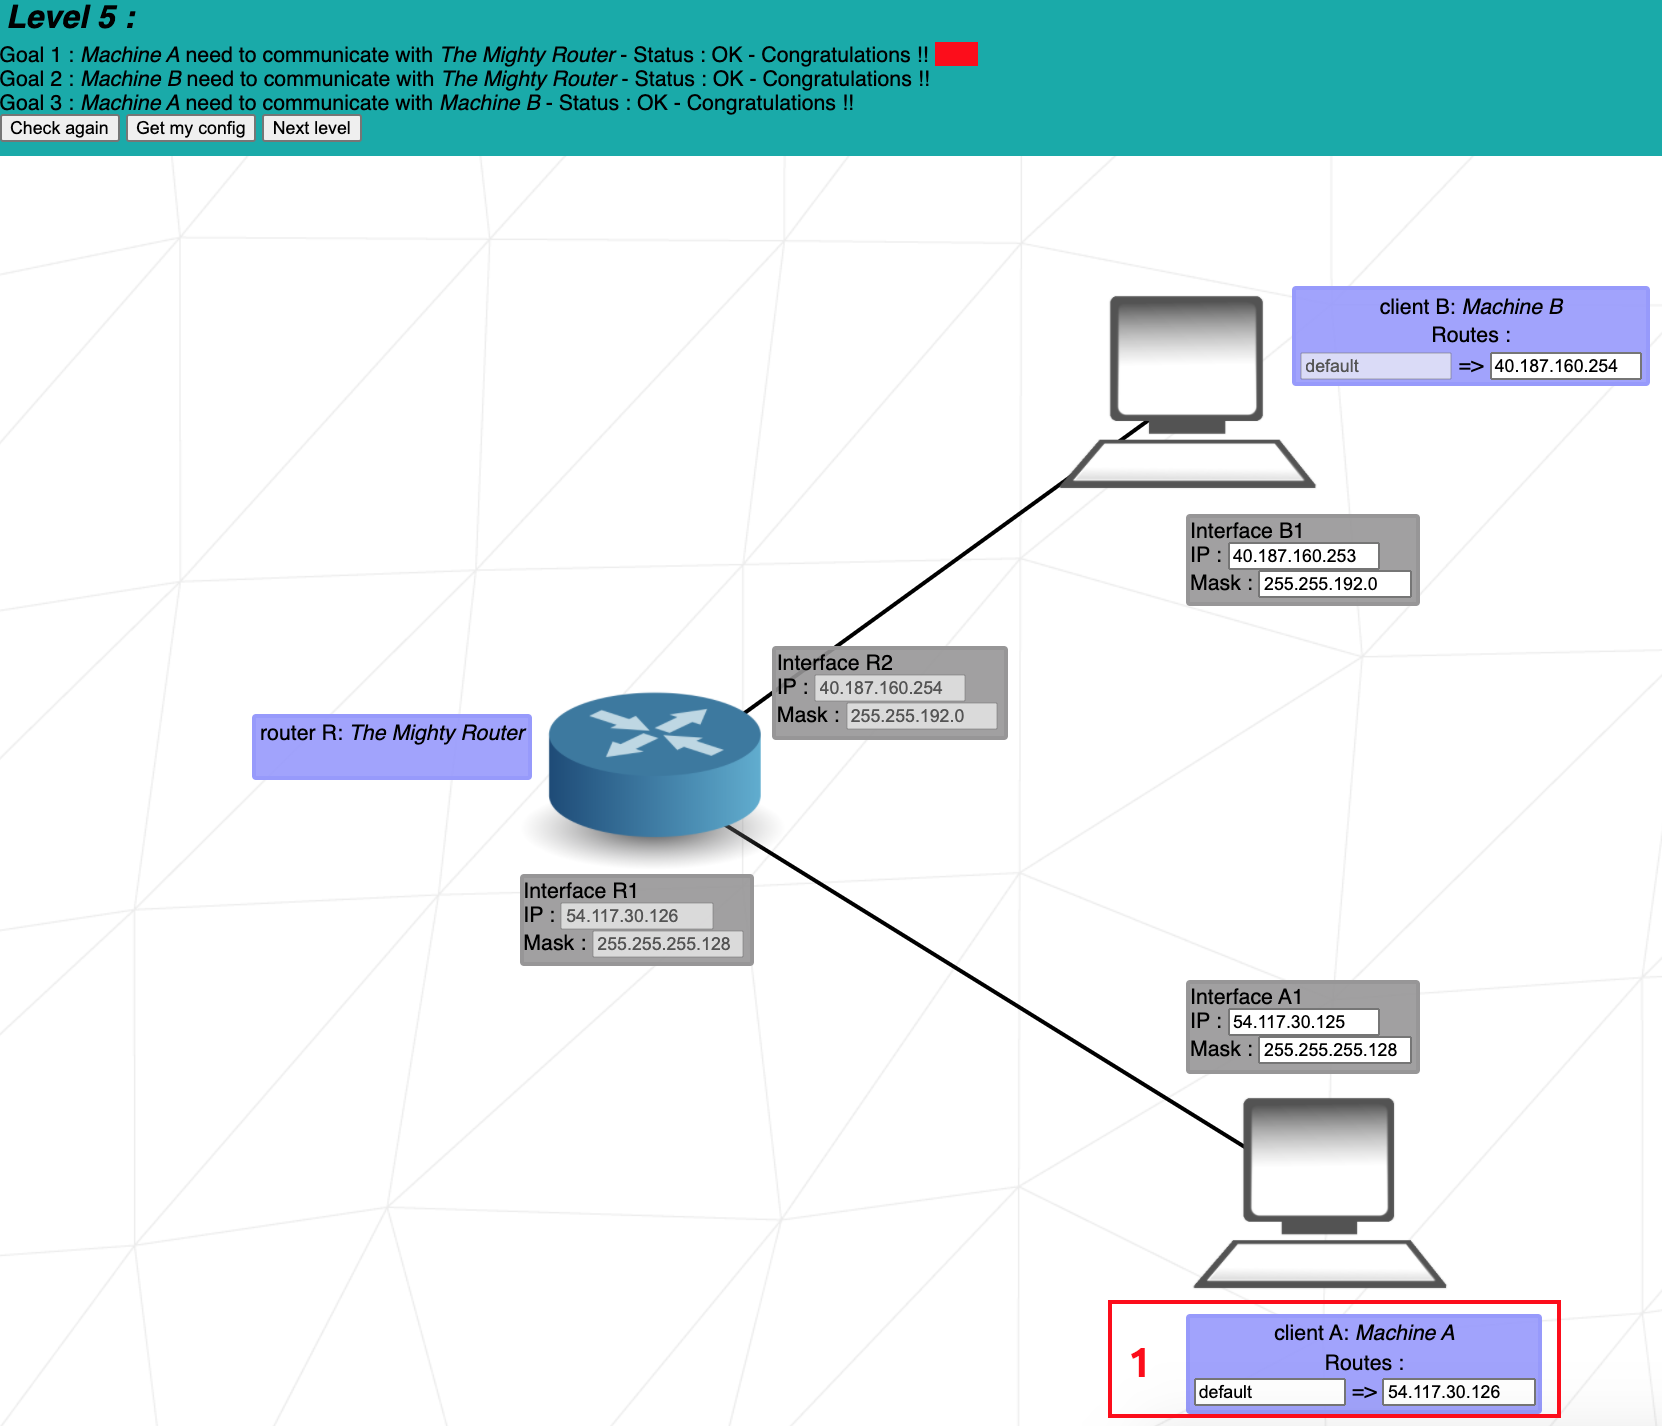 Level 5 :
Goal 1 : Machine A need to communicate with The Mighty Router - Status : OK - Congratulations !!
Goal 2 : Machine B need to communicate with The Mighty Router - Status : OK - Congratulations !!
Goal 3 : Machine A need to communicate with Machine B - Status : OK - Congratulations !!
Check again Get my config Next level
client B: Machine B
Routes :
default => 40.187.160.254
Interface B1
IP : 40.187.160.253
Mask : 255.255.192.0
Interface R2
IP : 40.187.160.254
Mask : 255.255.192.0
router R: The Mighty Router
Interface R1
IP : 54.117.30.126
Mask : 255.255.255.128
Interface A1
IP : 54.117.30.125
Mask : 255.255.255.128
1
client A: Machine A
Routes :
default => 54.117.30.126